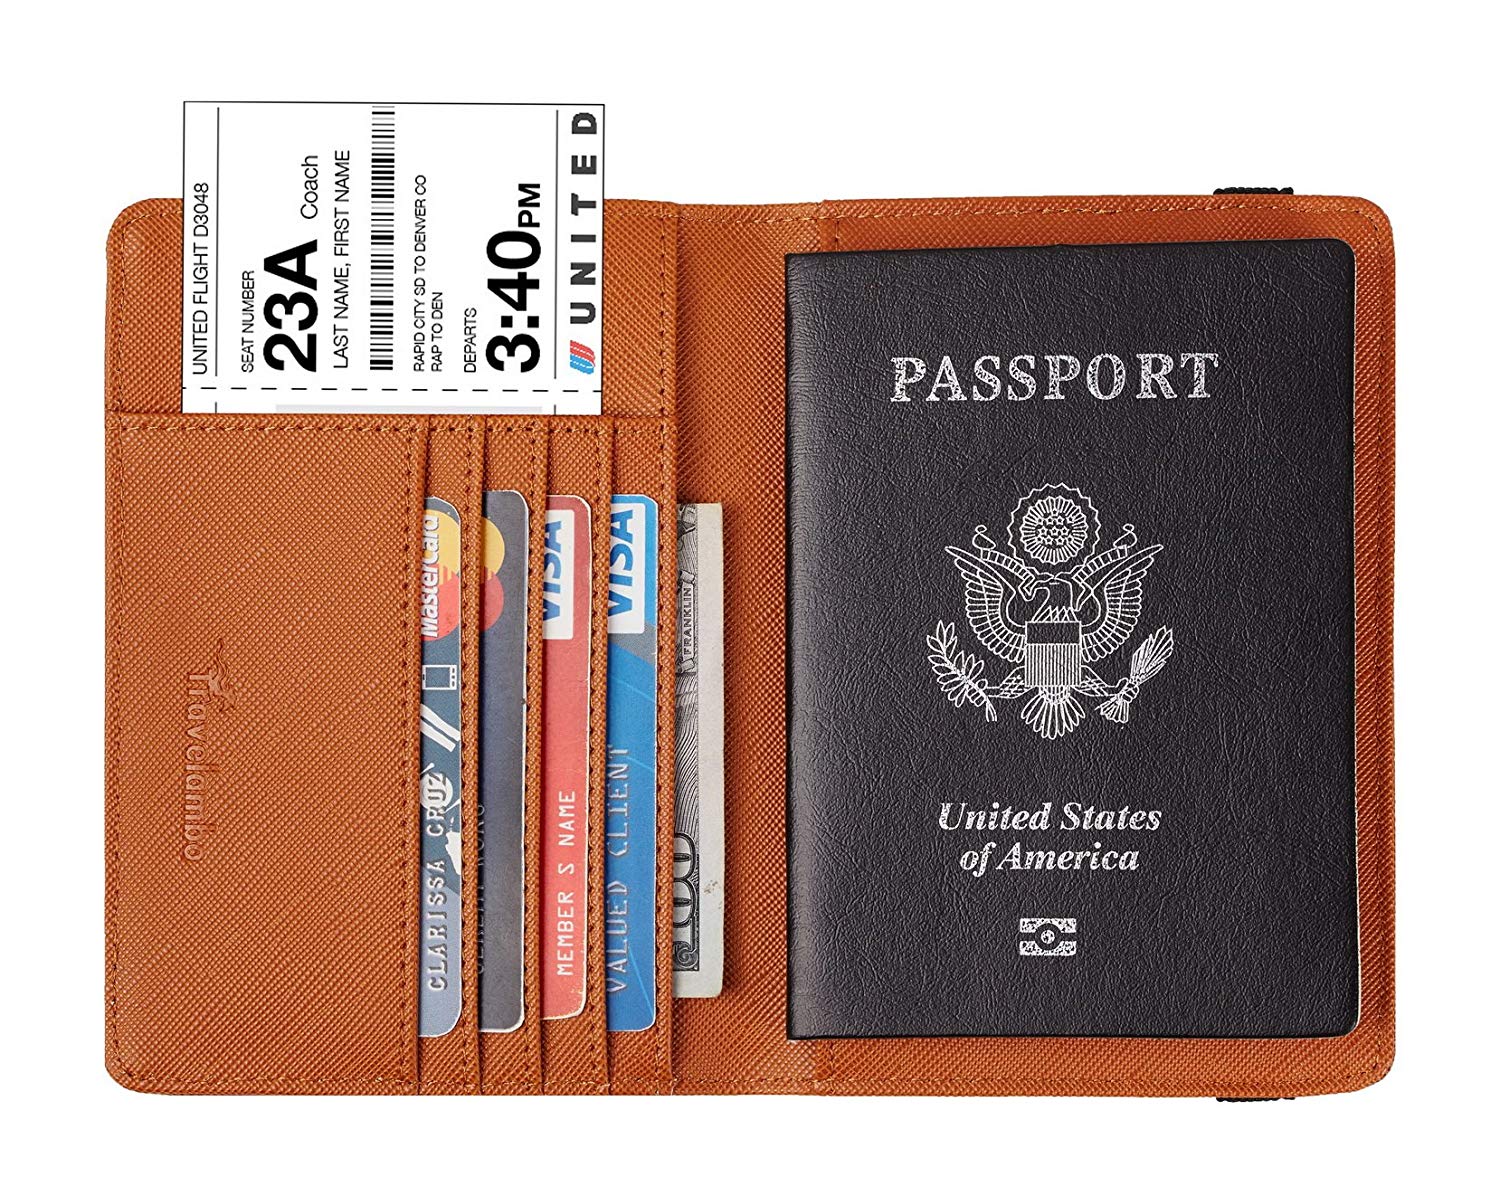 UNITED FLIGHT D3048
SEAT NUMBER
23A Coach
LAST NAME, FIRST NAME
RAPID CITY SD TO DENVER CO
RAP TO DEN
DEPARTS
3:40PM
UNITED
Travelambo
MasterCard
CLARISSA CRUZ
VISA
MEMBER S NAME
VISA
VALUED CLIENT
FRANKLIN
100
PASSPORT
United States
of America